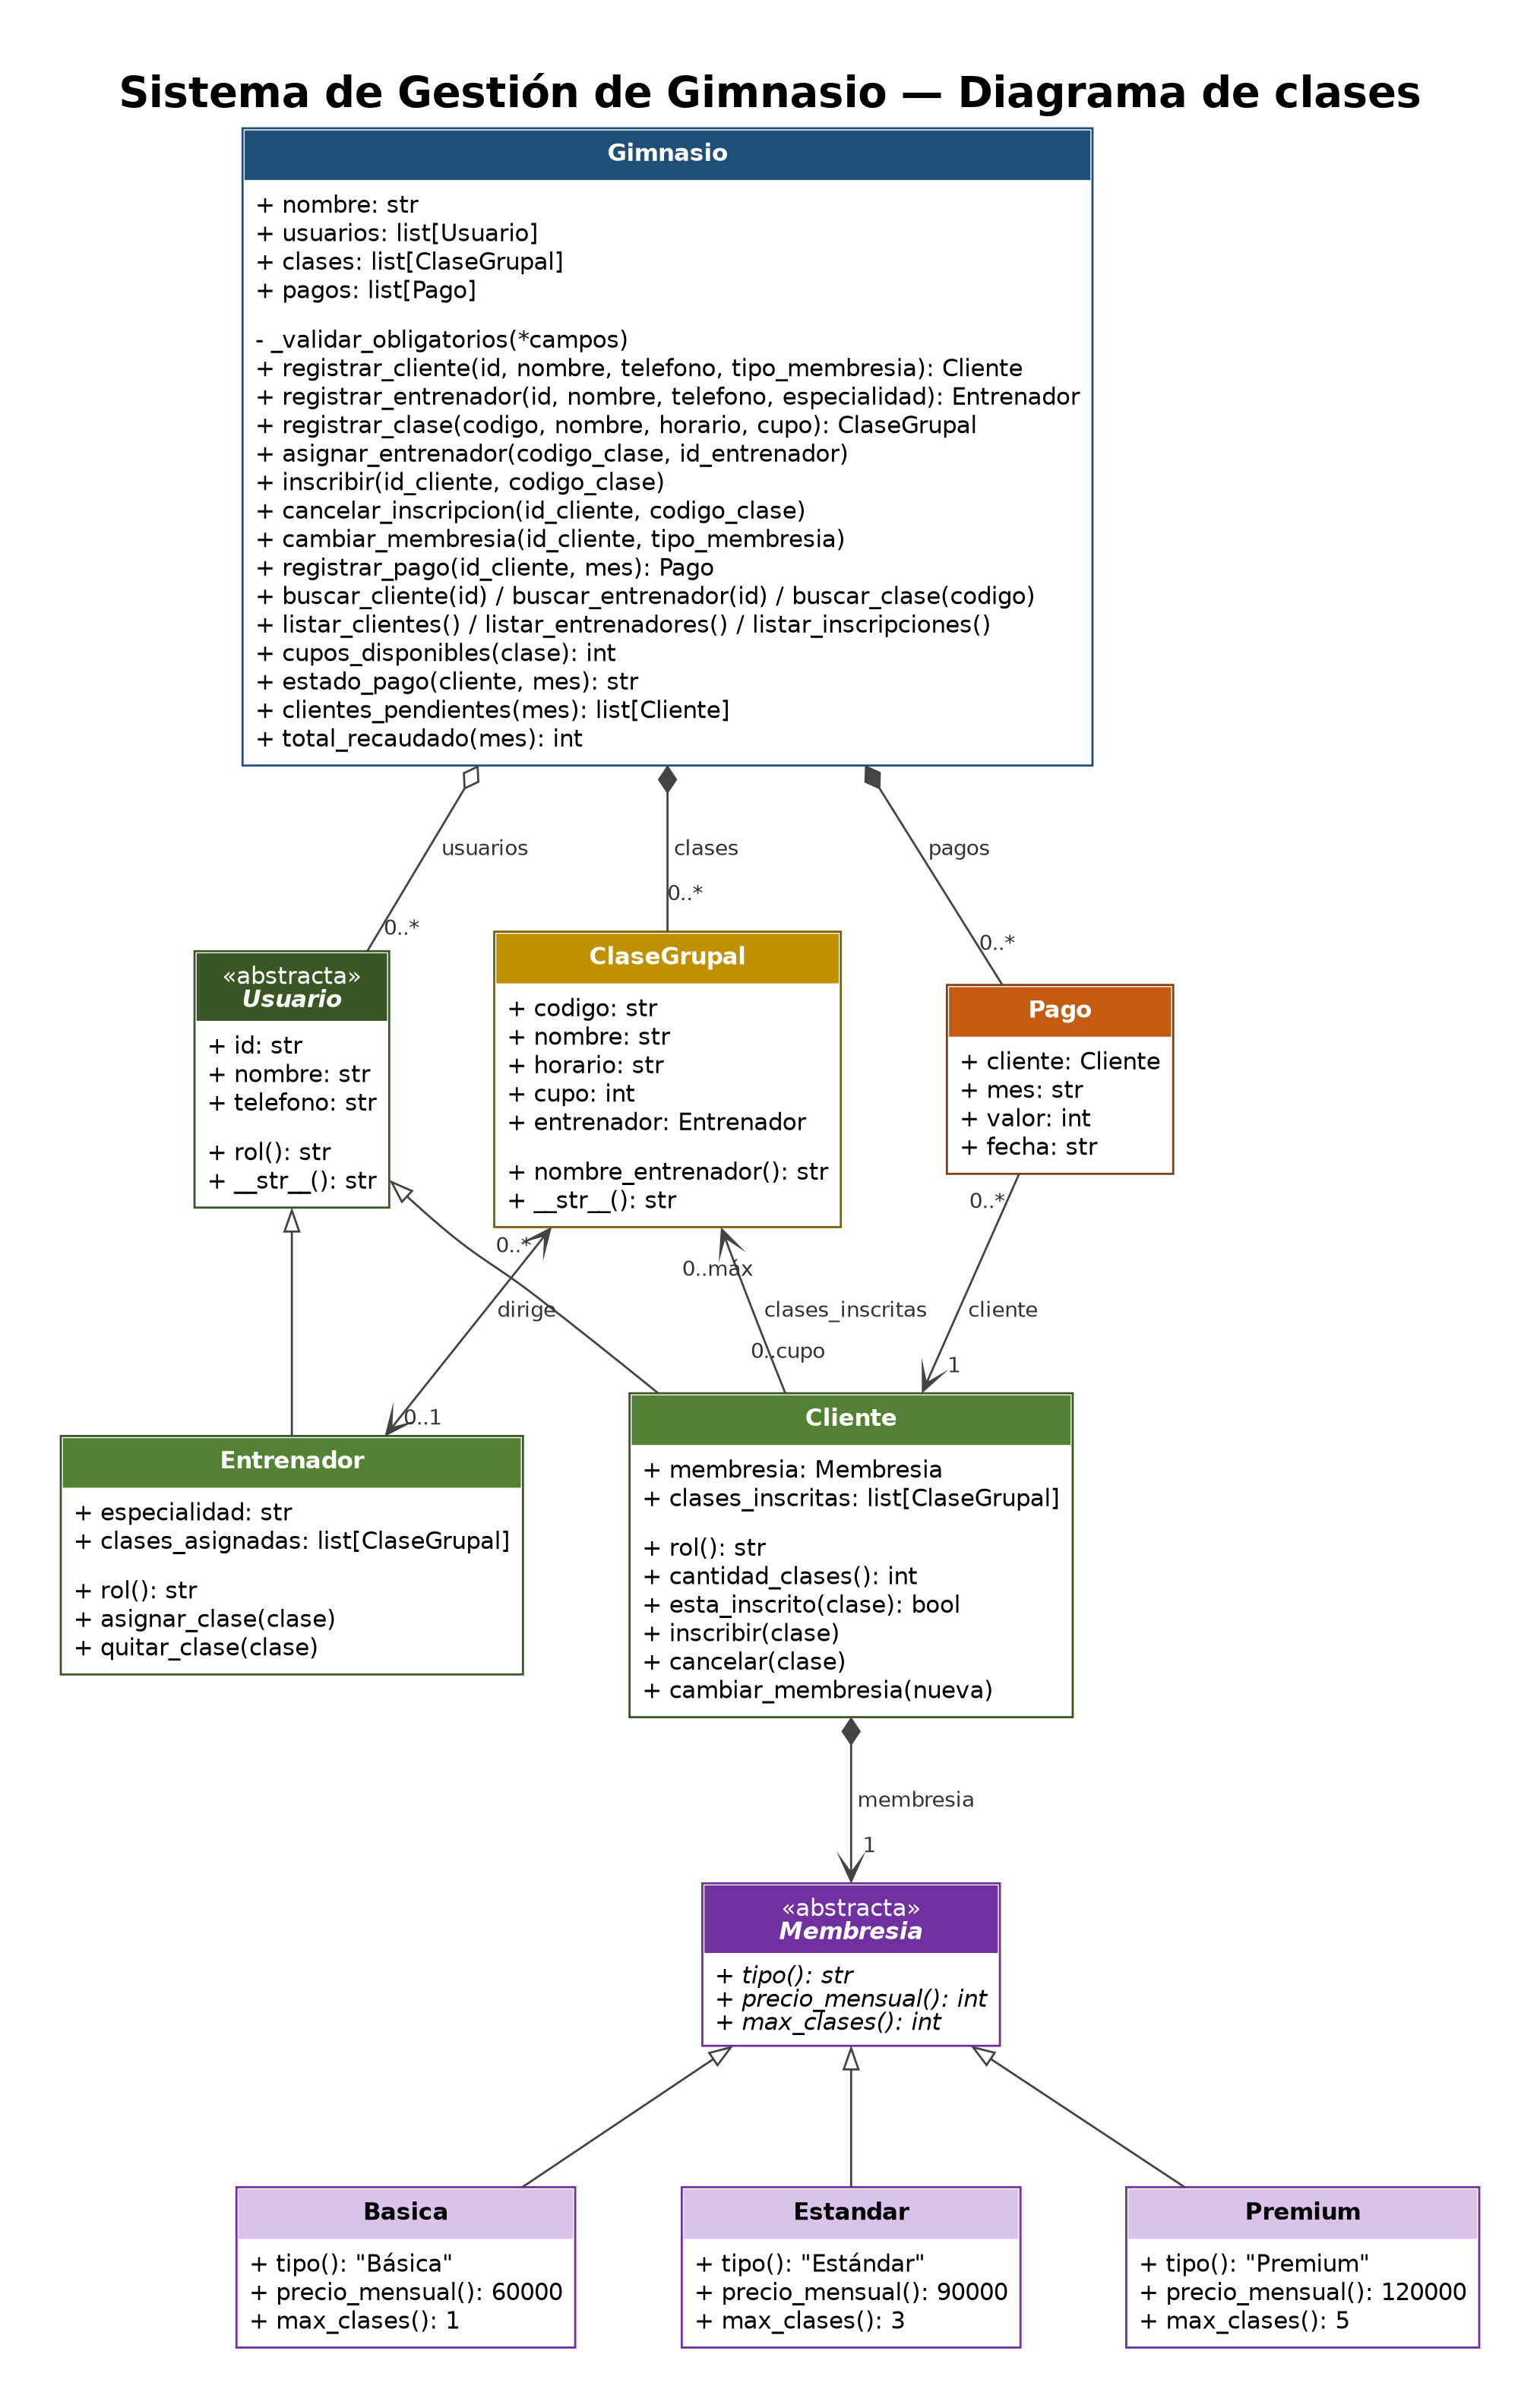 Sistema de Gestión de Gimnasio — Diagrama de clases
Gimnasio
+ nombre: str
+ usuarios: list[Usuario]
+ clases: list[ClaseGrupal]
+ pagos: list[Pago]
- _validar_obligatorios(*campos)
+ registrar_cliente(id, nombre, telefono, tipo_membresia): Cliente
+ registrar_entrenador(id, nombre, telefono, especialidad): Entrenador
+ registrar_clase(codigo, nombre, horario, cupo): ClaseGrupal
+ asignar_entrenador(codigo_clase, id_entrenador)
+ inscribir(id_cliente, codigo_clase)
+ cancelar_inscripcion(id_cliente, codigo_clase)
+ cambiar_membresia(id_cliente, tipo_membresia)
+ registrar_pago(id_cliente, mes): Pago
+ buscar_cliente(id) / buscar_entrenador(id) / buscar_clase(codigo)
+ listar_clientes() / listar_entrenadores() / listar_inscripciones()
+ cupos_disponibles(clase): int
+ estado_pago(cliente, mes): str
+ clientes_pendientes(mes): list[Cliente]
+ total_recaudado(mes): int
usuarios
clases
pagos
0..*
0..*
0..*
«abstracta»
Usuario
+ id: str
+ nombre: str
+ telefono: str
+ rol(): str
+ __str__(): str
ClaseGrupal
+ codigo: str
+ nombre: str
+ horario: str
+ cupo: int
+ entrenador: Entrenador
+ nombre_entrenador(): str
+ __str__(): str
Pago
+ cliente: Cliente
+ mes: str
+ valor: int
+ fecha: str
0..*
0..*
0..máx
dirige
clases_inscritas
cliente
0..cupo
1
0..1
Entrenador
+ especialidad: str
+ clases_asignadas: list[ClaseGrupal]
+ rol(): str
+ asignar_clase(clase)
+ quitar_clase(clase)
Cliente
+ membresia: Membresia
+ clases_inscritas: list[ClaseGrupal]
+ rol(): str
+ cantidad_clases(): int
+ esta_inscrito(clase): bool
+ inscribir(clase)
+ cancelar(clase)
+ cambiar_membresia(nueva)
membresia
1
«abstracta»
Membresia
+ tipo(): str
+ precio_mensual(): int
+ max_clases(): int
Basica
+ tipo(): "Básica"
+ precio_mensual(): 60000
+ max_clases(): 1
Estandar
+ tipo(): "Estándar"
+ precio_mensual(): 90000
+ max_clases(): 3
Premium
+ tipo(): "Premium"
+ precio_mensual(): 120000
+ max_clases(): 5